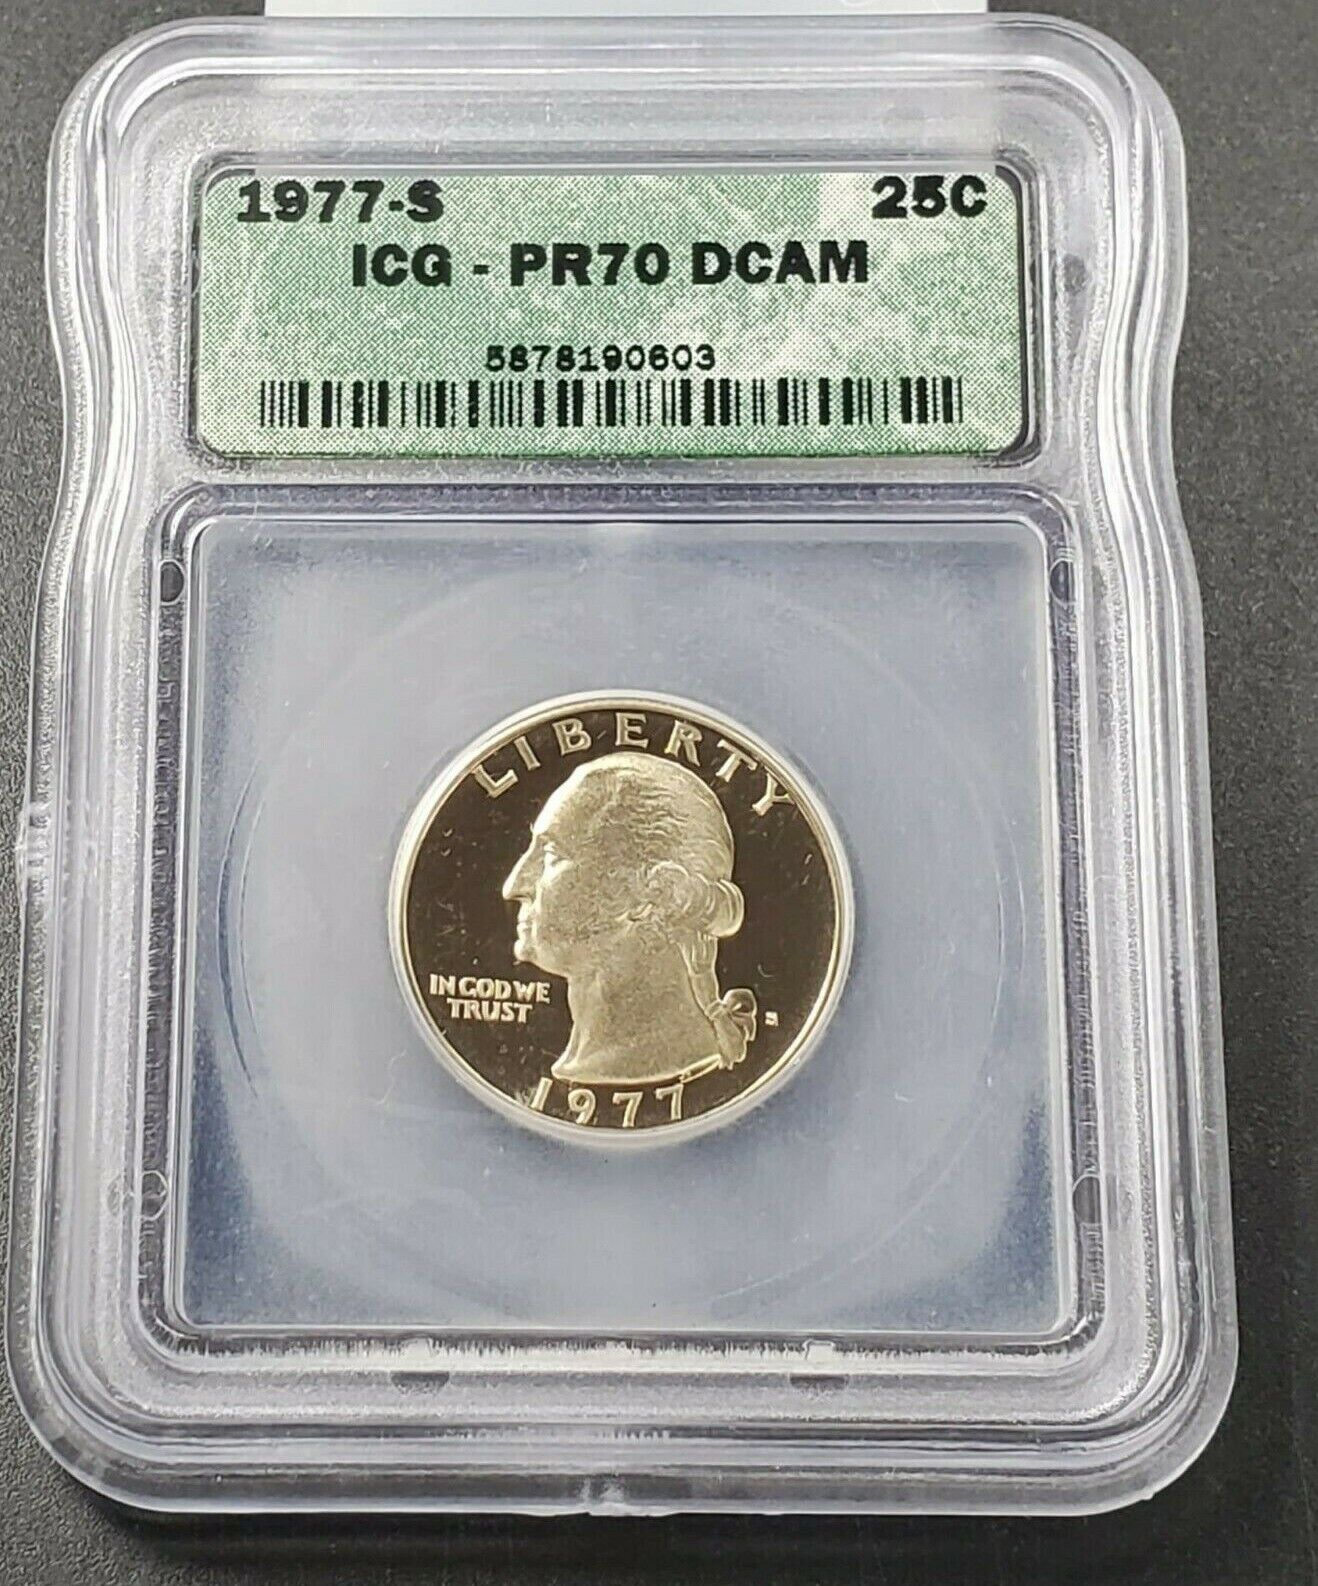 1977-S 25C
ICG - PR70 DCAM
5878190603
LIBERTY
IN GOD WE
TRUST
S
1977